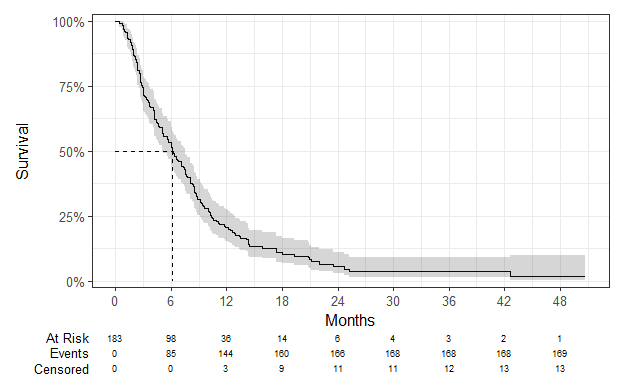 100%
75%
50%
25%
0%
Survival
0 6 12 18 24 30 36 42 48
Months
At Risk 183 98 36 14 6 4 3 2 1
Events 0 85 144 160 166 168 168 168 169
Censored 0 0 3 9 11 11 12 13 13